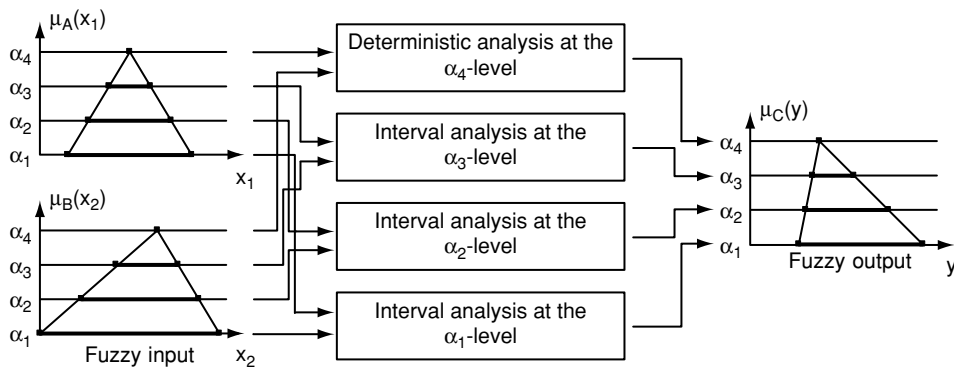 μA(x1)
α4
α3
α2
α1
x1
μB(x2)
α4
α3
α2
α1
x2
Fuzzy input
Deterministic analysis at the
α4-level
Interval analysis at the
α3-level
Interval analysis at the
α2-level
Interval analysis at the
α1-level
μC(y)
α4
α3
α2
α1
Fuzzy output
y